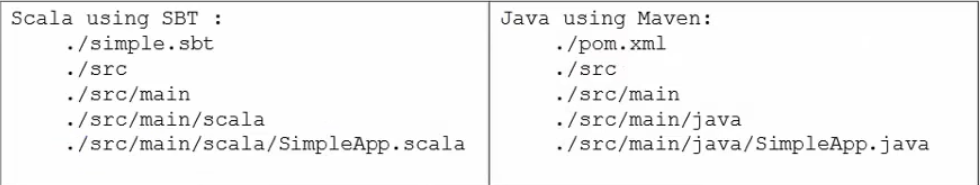 Scala using SBT :
./simple.sbt
./src
./src/main
./src/main/scala
./src/main/scala/SimpleApp.scala
Java using Maven:
./pom.xml
./src
./src/main
./src/main/java
./src/main/java/SimpleApp.java